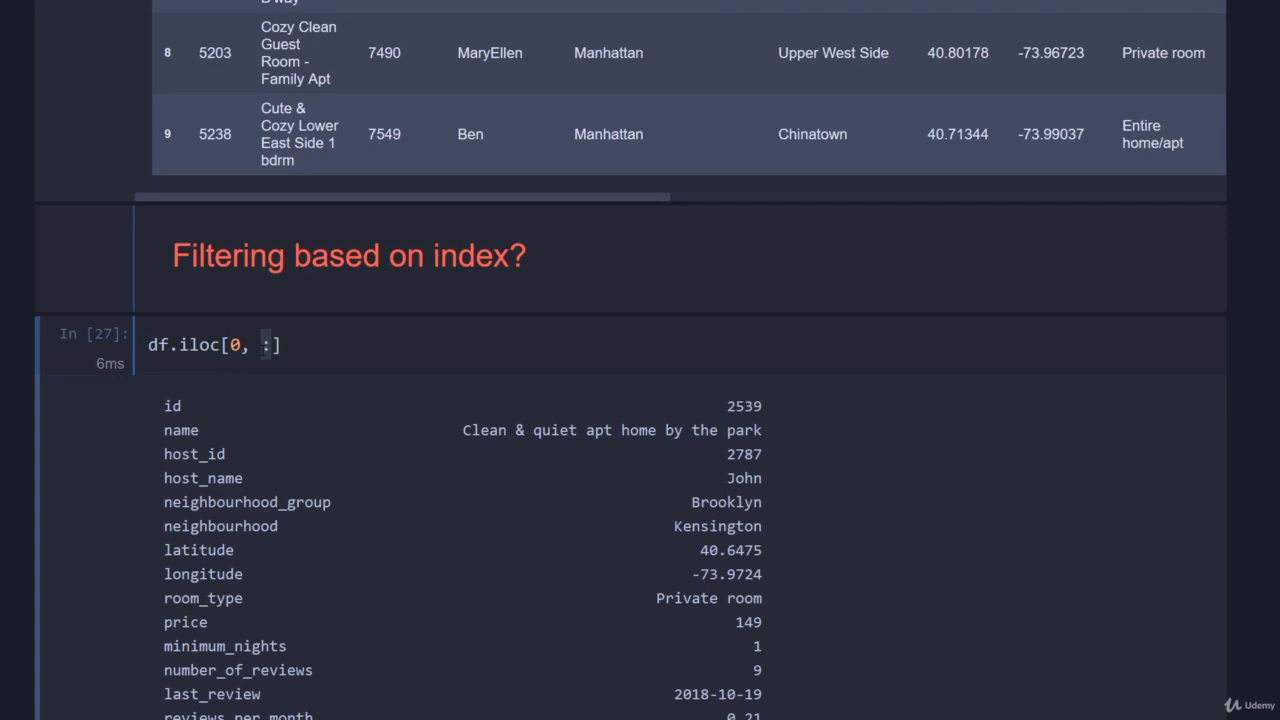 B'way
8 5203 Cozy Clean Guest Room - Family Apt 7490 MaryEllen Manhattan Upper West Side 40.80178 -73.96723 Private room
9 5238 Cute & Cozy Lower East Side 1 bdrm 7549 Ben Manhattan Chinatown 40.71344 -73.99037 Entire home/apt
Filtering based on index?
In [27]: df.iloc[0, :]
6ms
id 2539
name Clean & quiet apt home by the park
host_id 2787
host_name John
neighbourhood_group Brooklyn
neighbourhood Kensington
latitude 40.6475
longitude -73.9724
room_type Private room
price 149
minimum_nights 1
number_of_reviews 9
last_review 2018-10-19
reviews_per_month 0.21
Udemy